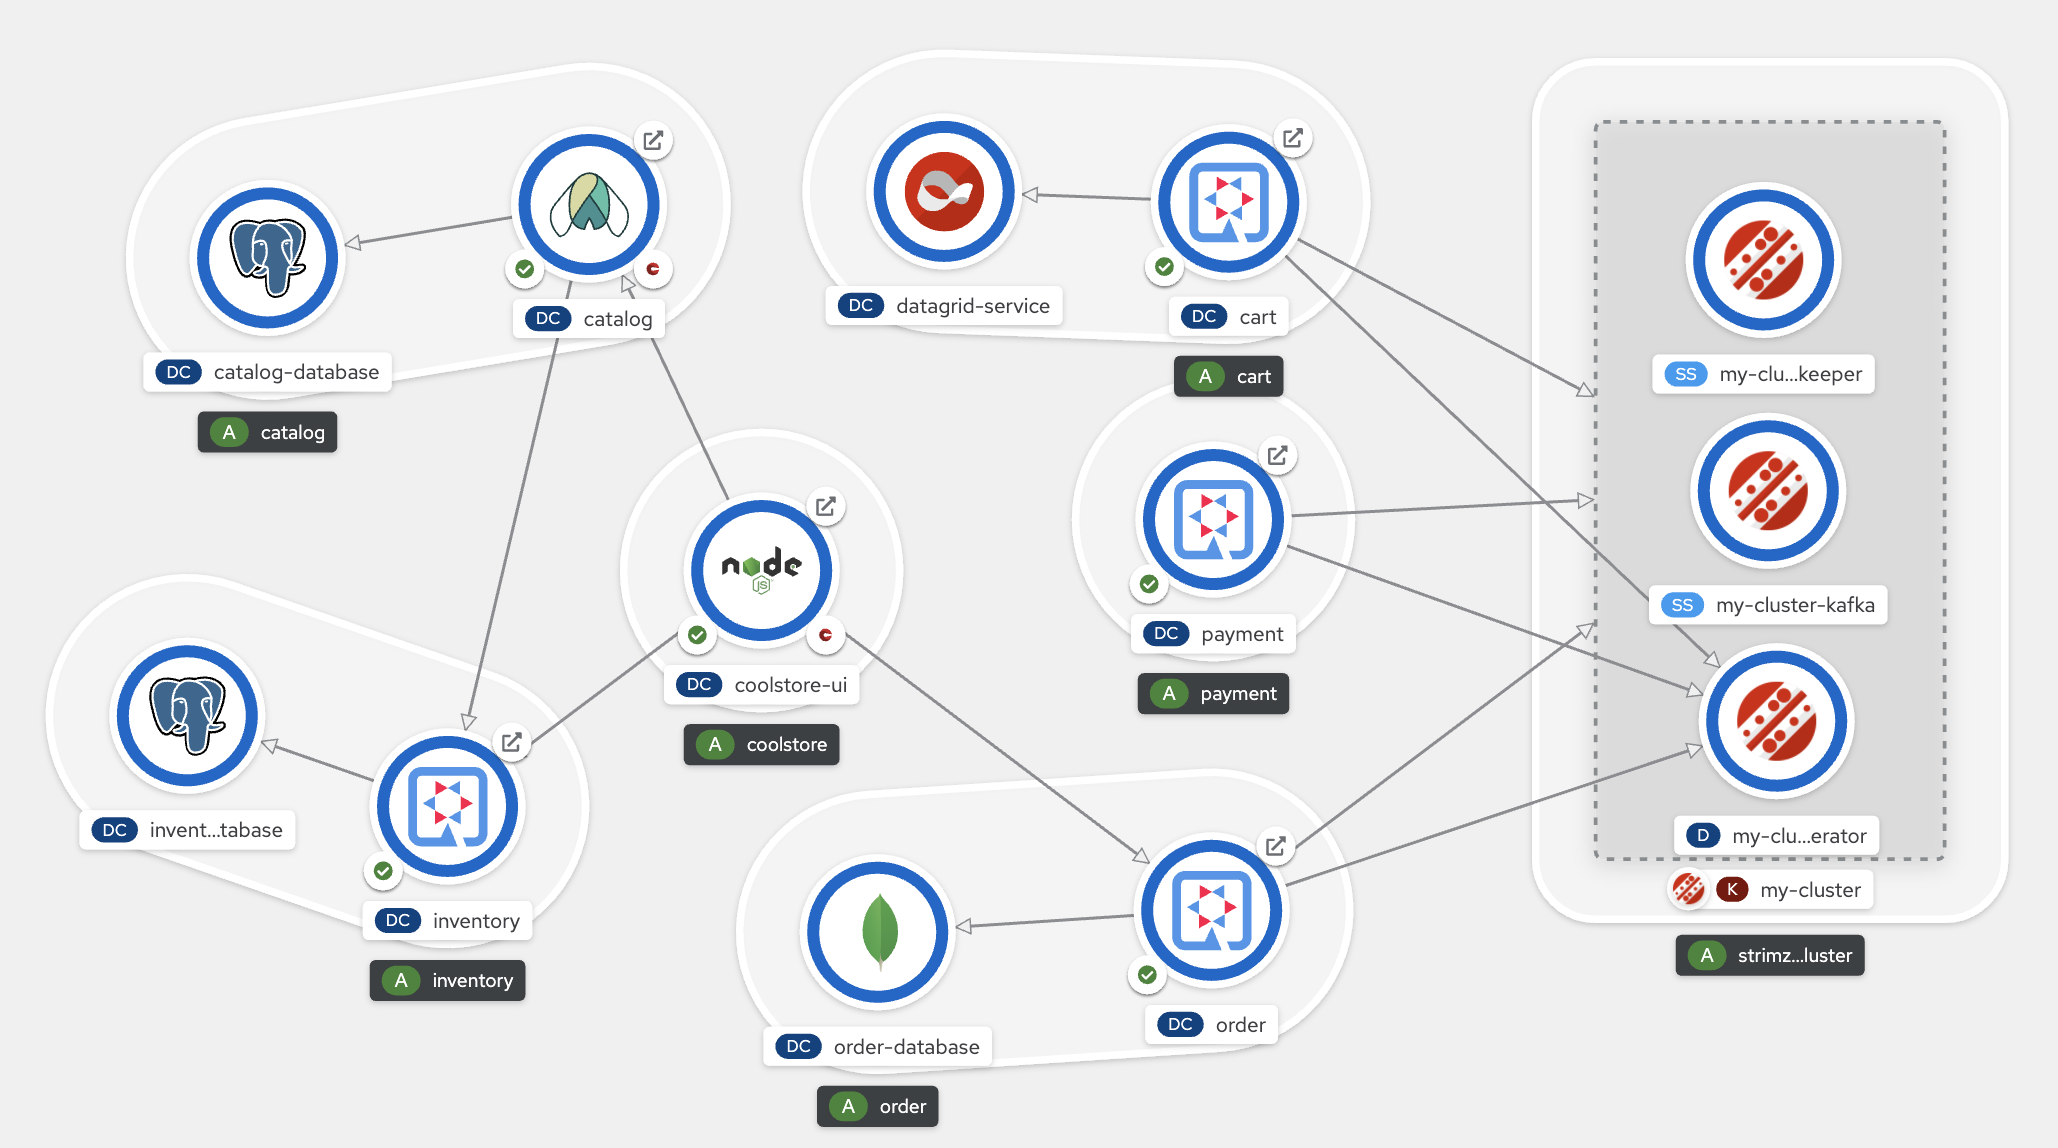 DC catalog-database
A catalog
DC catalog
DC datagrid-service
DC cart
A cart
SS my-clu...keeper
SS my-cluster-kafka
D my-clu...erator
K my-cluster
A strimz...luster
node
JS
DC coolstore-ui
A coolstore
DC payment
A payment
DC invent...tabase
DC inventory
A inventory
DC order-database
DC order
A order